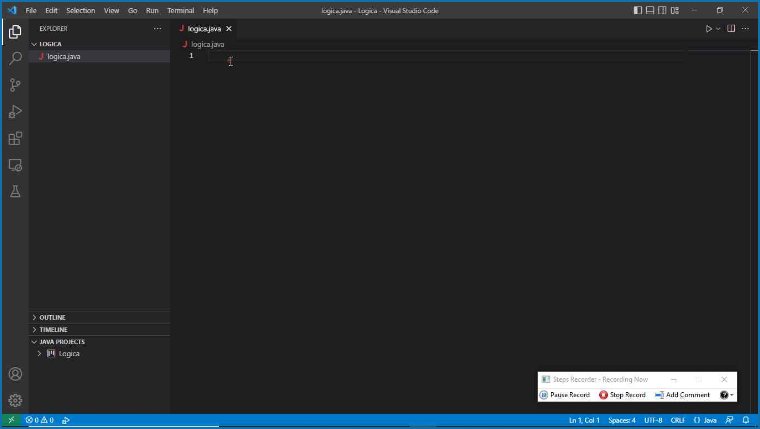 File Edit Selection View Go Run Terminal Help logica.java - Logica - Visual Studio Code
EXPLORER
logica.java
LOGICA
logica.java
logica.java
1
OUTLINE
TIMELINE
JAVA PROJECTS
Logica
Steps Recorder - Recording Now
Pause Record Stop Record Add Comment
0 0 Ln 1, Col 1 Spaces: 4 UTF-8 CRLF {} Java